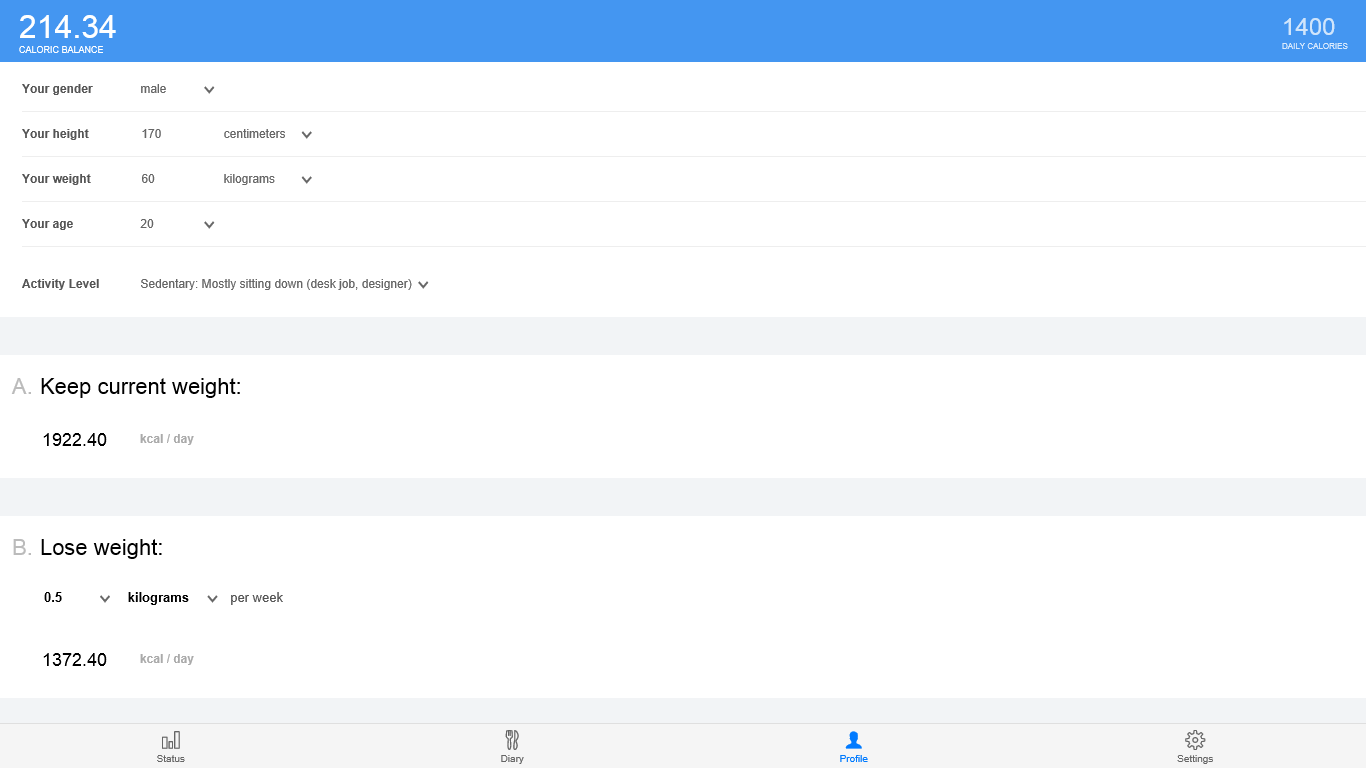 214.34
CALORIC BALANCE
1400
DAILY CALORIES
Your gender male
Your height 170 centimeters
Your weight 60 kilograms
Your age 20
Activity Level Sedentary: Mostly sitting down (desk job, designer)
A. Keep current weight:
1922.40 kcal / day
B. Lose weight:
0.5 kilograms per week
1372.40 kcal / day
Status Diary Profile Settings